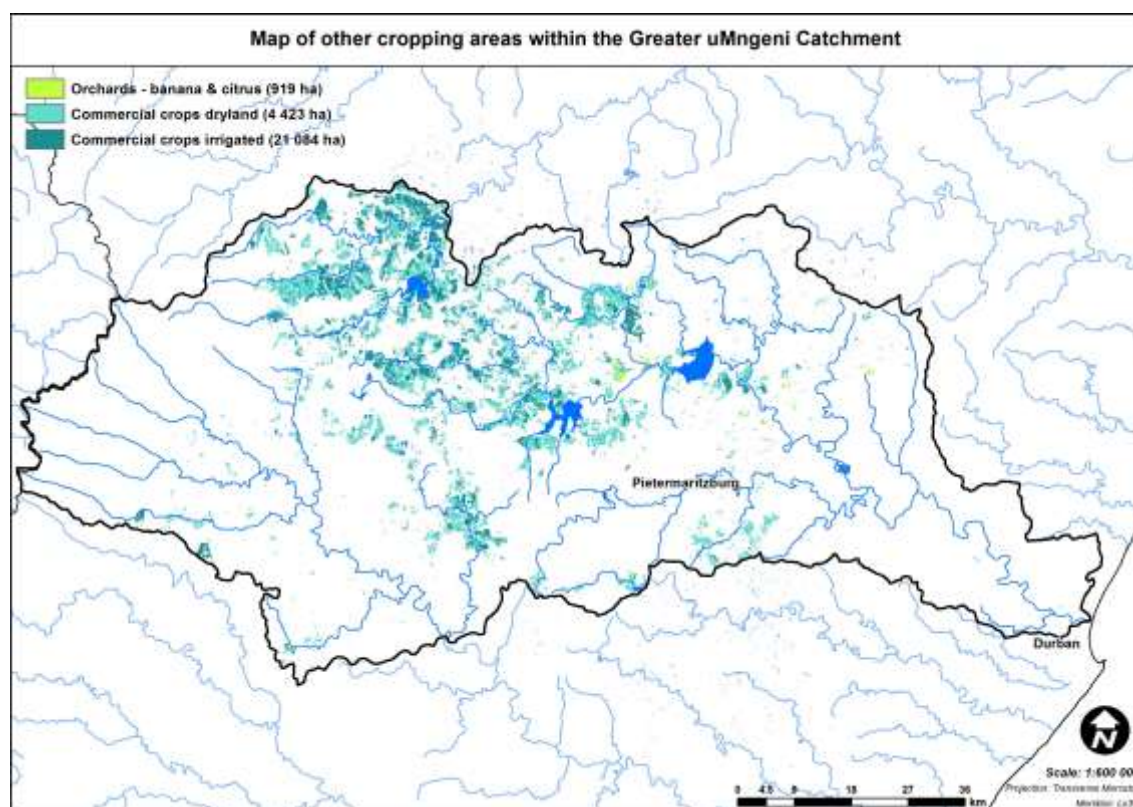 Map of other cropping areas within the Greater uMngeni Catchment
Orchards - banana & citrus (919 ha)
Commercial crops dryland (4 423 ha)
Commercial crops irrigated (21 084 ha)
Pietermaritzburg
Durban
N
Scale: 1:600 00
0 4.5 9 18 27 36
km
Projection: Transverse